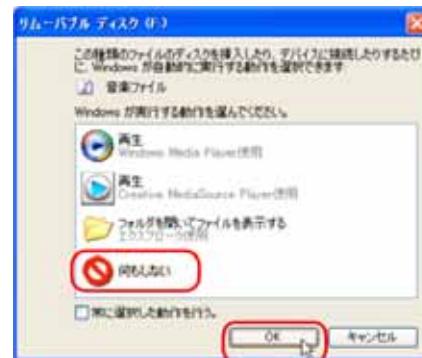 リムーバブル ディスク (F:)
この種類のファイルのディスクを挿入したり、デバイスに接続したりするたび
に、Windows が自動的に実行する動作を選択できます
音楽ファイル
Windows が実行する動作を選んでください。
再生
Windows Media Player使用
再生
Creative MediaSource Player使用
フォルダを開いてファイルを表示する
エクスプローラ使用
何もしない
常に選択した動作を行う。
OK
キャンセル